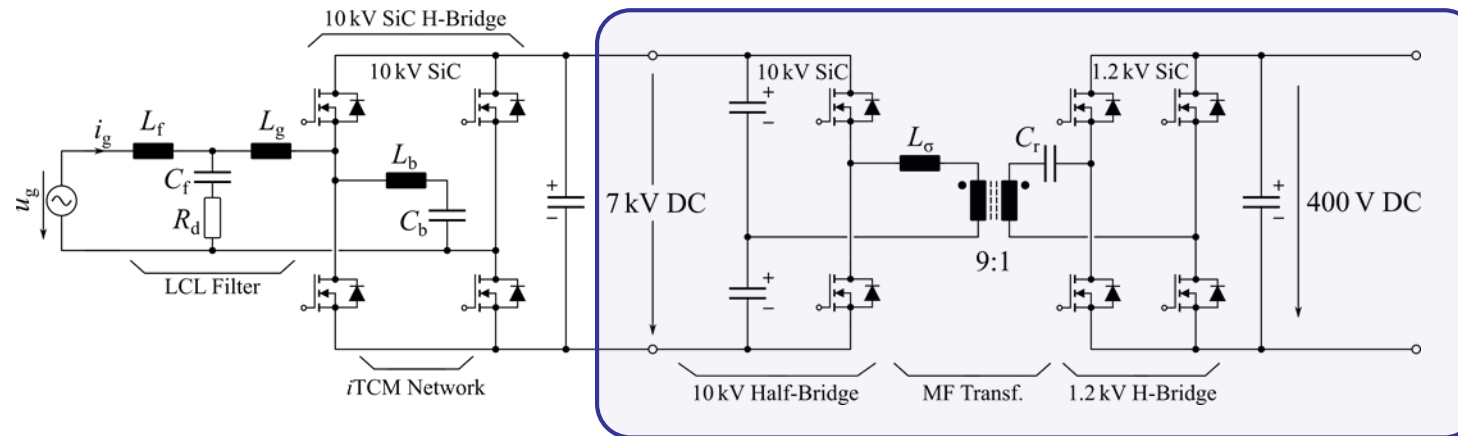 10 kV SiC H-Bridge
10 kV SiC
10 kV SiC
1.2 kV SiC
i_g
L_f
L_g
L_b
L_σ
C_r
C_f
u_g
R_d
C_b
+
−
7 kV DC
+
−
+
−
9:1
+
−
400 V DC
LCL Filter
iTCM Network
10 kV Half-Bridge
MF Transf.
1.2 kV H-Bridge